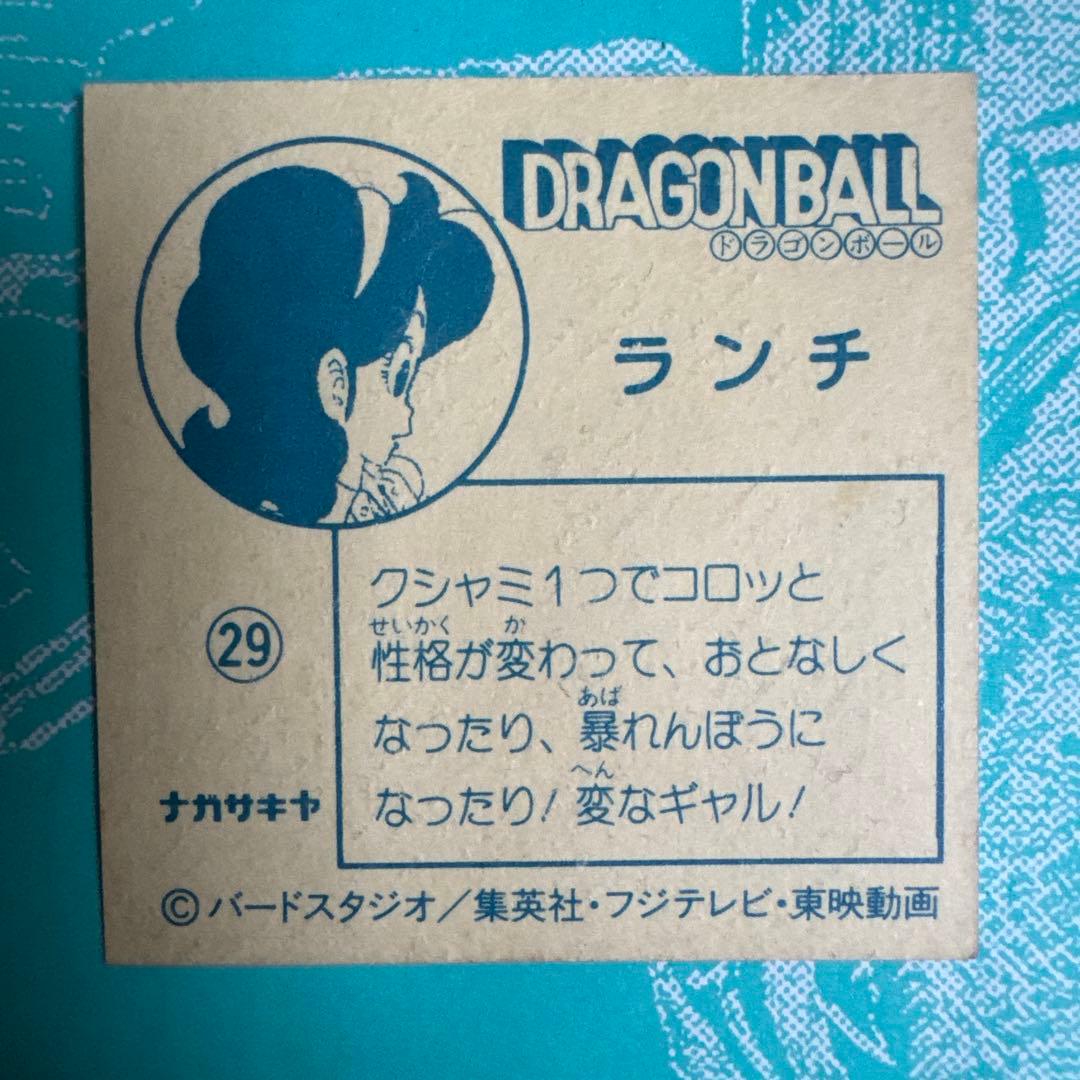 DRAGON BALL
ドラゴンボール
ランチ
クシャミ1つでコロッと
せいかく か
性格が変わって、おとなしく
あば
なったり、暴れんぼうに
へん
なったり!変なギャル!
29
ナガサキヤ
©バードスタジオ/集英社・フジテレビ・東映動画